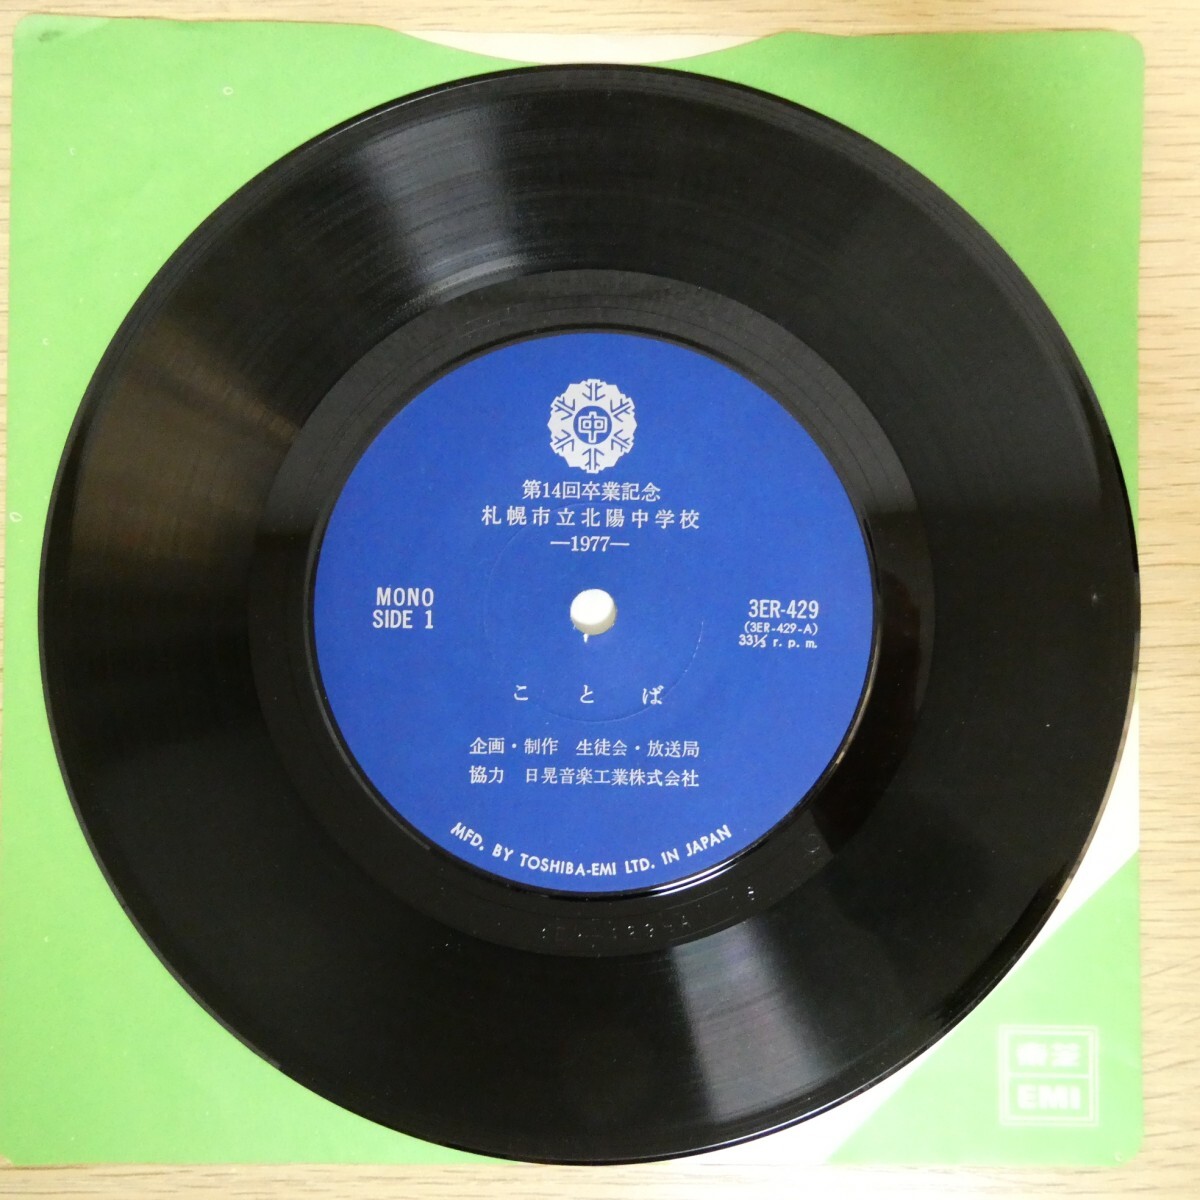 中
第14回卒業記念
札幌市立北陽中学校
—1977—
MONO
SIDE 1
3ER-429
(3ER-429-A)
33⅓ r. p. m.
ことば
企画・制作 生徒会・放送局
協力 日晃音楽工業株式会社
MFD. BY TOSHIBA-EMI LTD. IN JAPAN
EMI